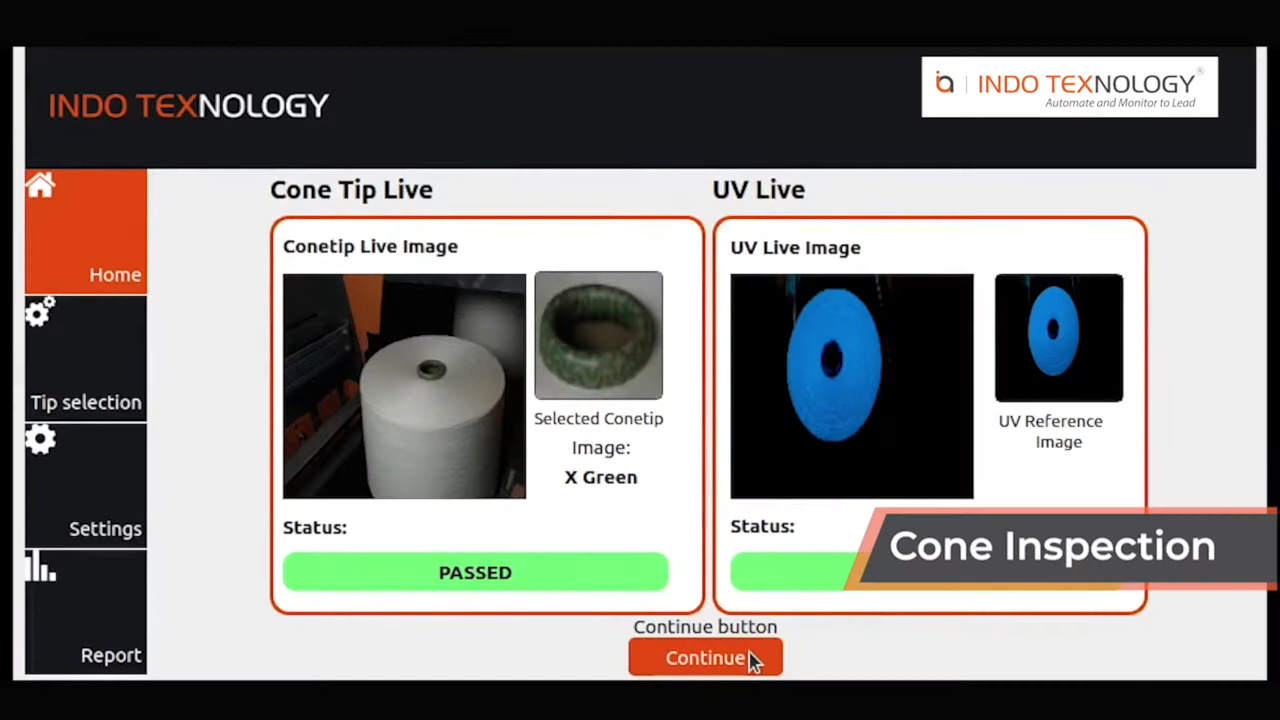 INDO TEXNOLOGY
INDO TEXNOLOGY®
Automate and Monitor to Lead
Home
Tip selection
Settings
Report
Cone Tip Live
Conetip Live Image
Selected Conetip
Image:
X Green
Status:
PASSED
UV Live
UV Live Image
UV Reference
Image
Status:
Cone Inspection
Continue button
Continue